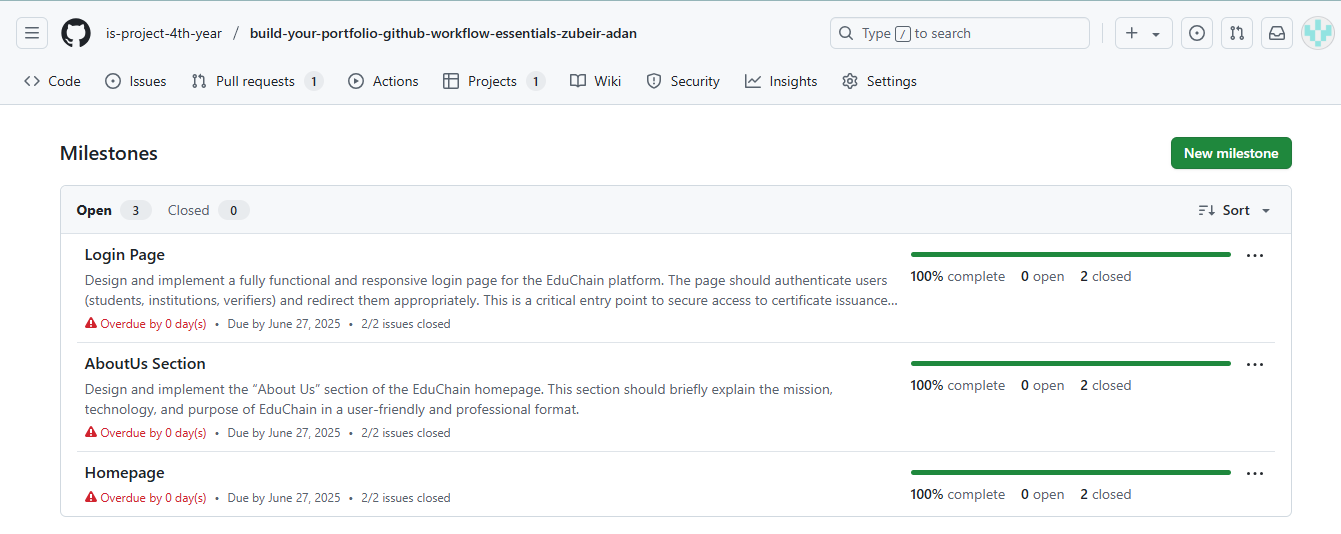 is-project-4th-year / build-your-portfolio-github-workflow-essentials-zubeir-adan
Type / to search
Code Issues Pull requests 1 Actions Projects 1 Wiki Security Insights Settings
Milestones
New milestone
Open 3 Closed 0
Sort
Login Page
Design and implement a fully functional and responsive login page for the EduChain platform. The page should authenticate users
(students, institutions, verifiers) and redirect them appropriately. This is a critical entry point to secure access to certificate issuance...
Overdue by 0 day(s) • Due by June 27, 2025 • 2/2 issues closed
100% complete 0 open 2 closed
AboutUs Section
Design and implement the “About Us” section of the EduChain homepage. This section should briefly explain the mission,
technology, and purpose of EduChain in a user-friendly and professional format.
Overdue by 0 day(s) • Due by June 27, 2025 • 2/2 issues closed
100% complete 0 open 2 closed
Homepage
Overdue by 0 day(s) • Due by June 27, 2025 • 2/2 issues closed
100% complete 0 open 2 closed